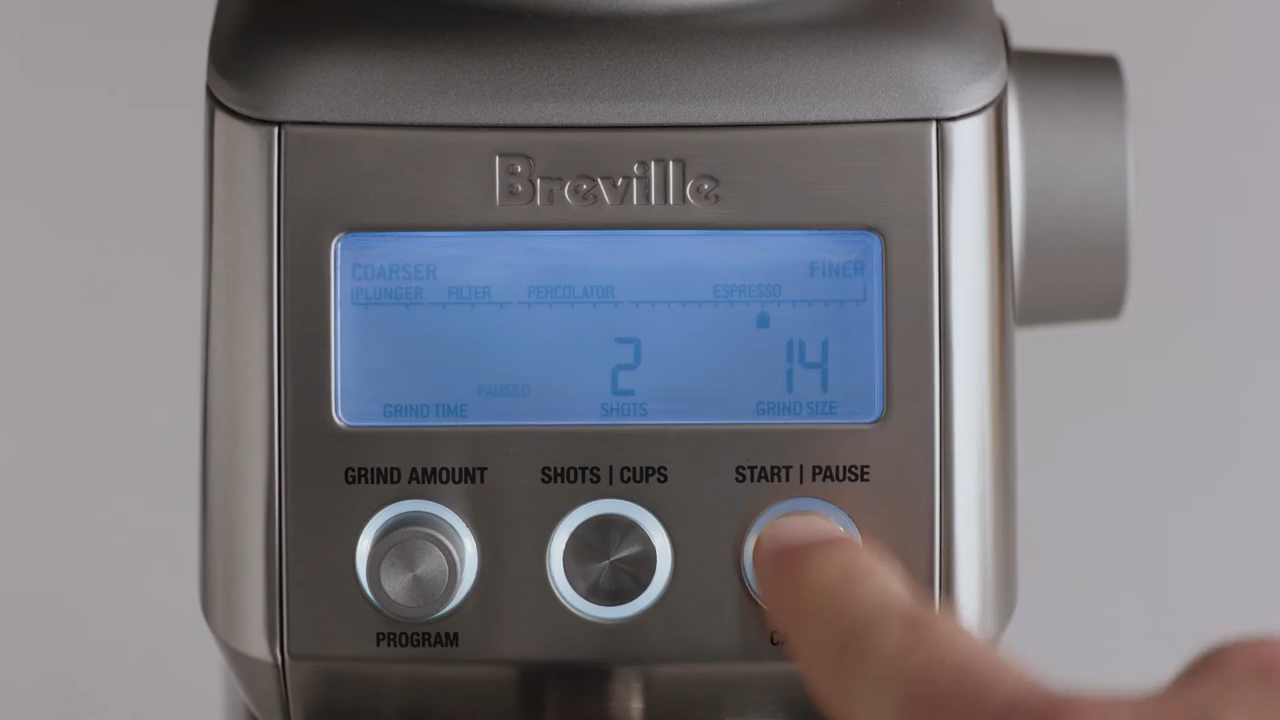 Breville
COARSER FINER
PLUNGER FILTER PERCOLATOR ESPRESSO
2 14
PAUSED
GRIND TIME SHOTS GRIND SIZE
GRIND AMOUNT SHOTS | CUPS START | PAUSE
PROGRAM